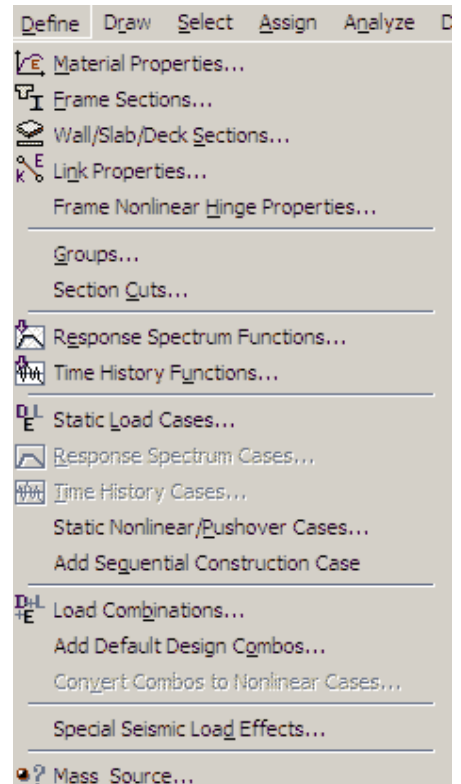 Define Draw Select Assign Analyze D
Material Properties...
Frame Sections...
Wall/Slab/Deck Sections...
Link Properties...
Frame Nonlinear Hinge Properties...
Groups...
Section Cuts...
Response Spectrum Functions...
Time History Functions...
Static Load Cases...
Response Spectrum Cases...
Time History Cases...
Static Nonlinear/Pushover Cases...
Add Sequential Construction Case
Load Combinations...
Add Default Design Combos...
Convert Combos to Nonlinear Cases...
Special Seismic Load Effects...
Mass Source...